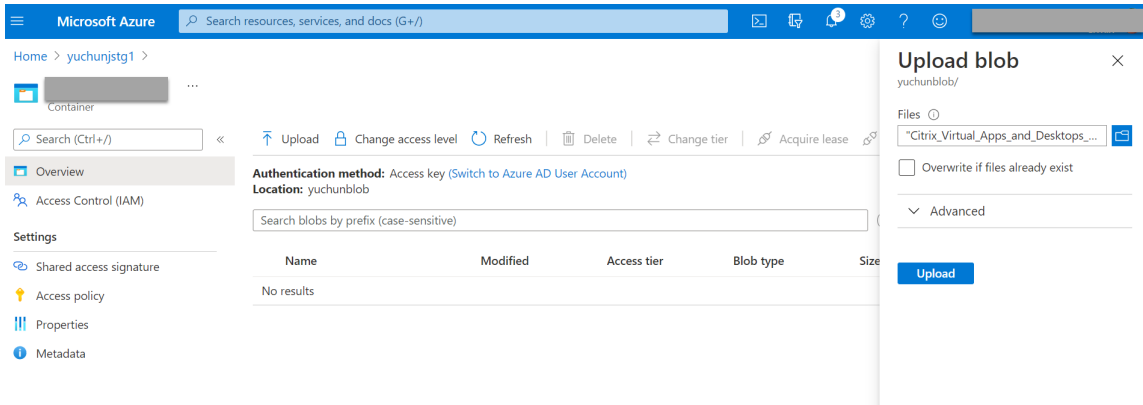 Microsoft Azure
Search resources, services, and docs (G+/)
3
Home > yuchunjstg1 >
...
Container
Search (Ctrl+/)
«
Overview
Access Control (IAM)
Settings
Shared access signature
Access policy
Properties
Metadata
Upload
Change access level
Refresh
Delete
Change tier
Acquire lease
Authentication method: Access key (Switch to Azure AD User Account)
Location: yuchunblob
Search blobs by prefix (case-sensitive)
Name Modified Access tier Blob type Size
No results
Upload blob
yuchunblob/
Files
"Citrix_Virtual_Apps_and_Desktops_...
Overwrite if files already exist
Advanced
Upload